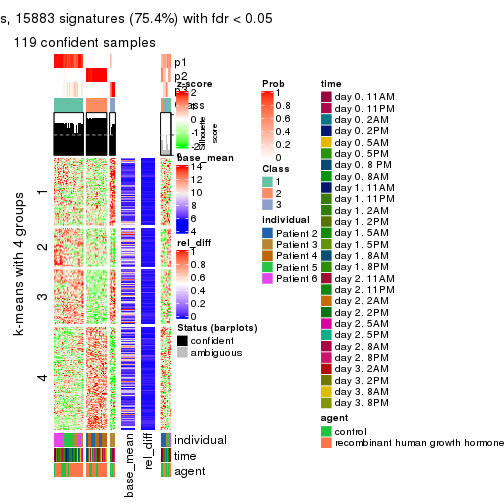 s, 15883 signatures (75.4%) with fdr < 0.05
119 confident samples
p1
p2
z-score
2
0
-2
Silhouette
score
base_mean
14
12
10
8
6
4
rel_diff
1
0.8
0.6
0.4
0.2
0
Status (barplots)
confident
ambiguous
k-means with 4 groups
1
2
3
4
base_mean
rel_diff
individual
time
agent
Prob
1
0.8
0.6
0.4
0.2
0
Class
1
2
3
individual
Patient 2
Patient 3
Patient 4
Patient 5
Patient 6
time
day 0. 11AM
day 0. 11PM
day 0. 2AM
day 0. 2PM
day 0. 5AM
day 0. 5PM
day 0. 8 PM
day 0. 8AM
day 1. 11AM
day 1. 11PM
day 1. 2AM
day 1. 2PM
day 1. 5AM
day 1. 5PM
day 1. 8AM
day 1. 8PM
day 2. 11AM
day 2. 11PM
day 2. 2AM
day 2. 2PM
day 2. 5AM
day 2. 5PM
day 2. 8AM
day 2. 8PM
day 3. 2AM
day 3. 2PM
day 3. 8AM
day 3. 8PM
agent
control
recombinant human growth hormone